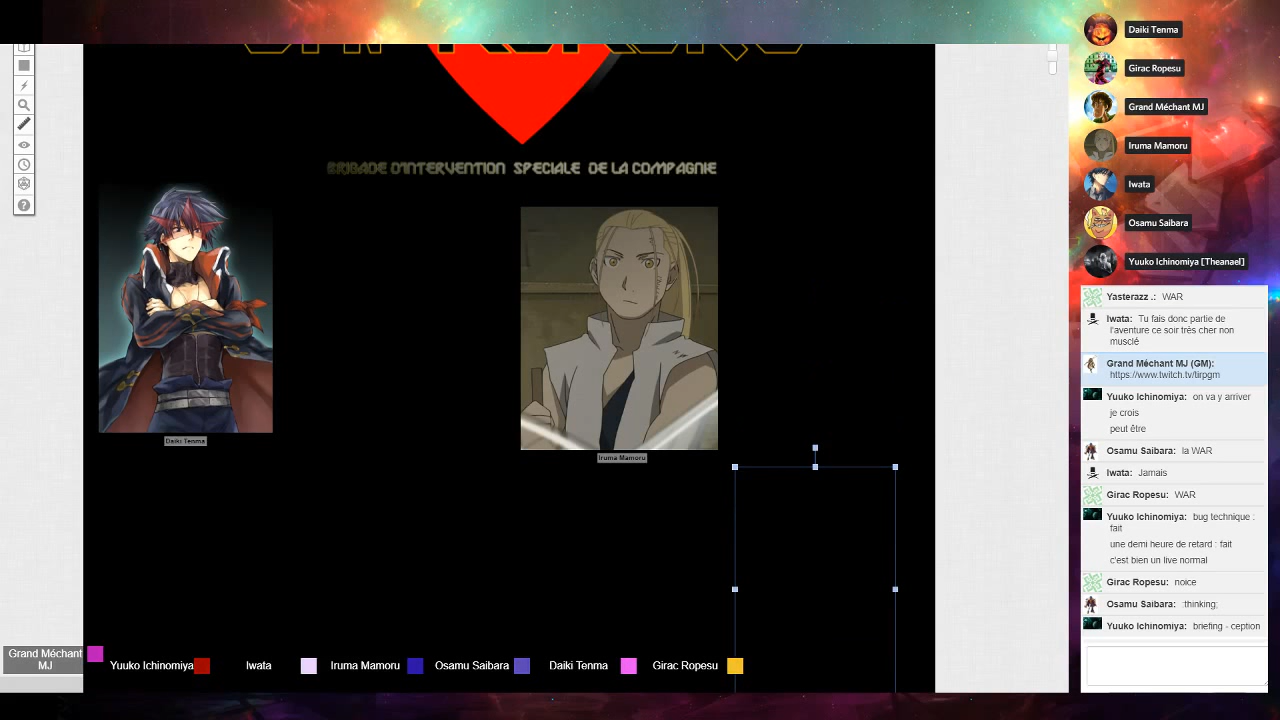 BRIGADE D'INTERVENTION SPECIALE DE LA COMPAGNIE
Daiki Tenma
Iruma Mamoru
Grand Méchant
MJ
Yuuko Ichinomiya
Iwata
Iruma Mamoru
Osamu Saibara
Daiki Tenma
Girac Ropesu
Daiki Tenma
Girac Ropesu
Grand Méchant MJ
Iruma Mamoru
Iwata
Osamu Saibara
Yuuko Ichinomiya [Theanael]
Yasterazz .: WAR
Iwata: Tu fais donc partie de
l'aventure ce soir très cher non
musclé
Grand Méchant MJ (GM):
https://www.twitch.tv/tirpgm
Yuuko Ichinomiya: on va y arriver
je crois
peut être
Osamu Saibara: la WAR
Iwata: Jamais
Girac Ropesu: WAR
Yuuko Ichinomiya: bug technique :
fait
une demi heure de retard : fait
c'est bien un live normal
Girac Ropesu: noice
Osamu Saibara: :thinking;
Yuuko Ichinomiya: briefing - ception